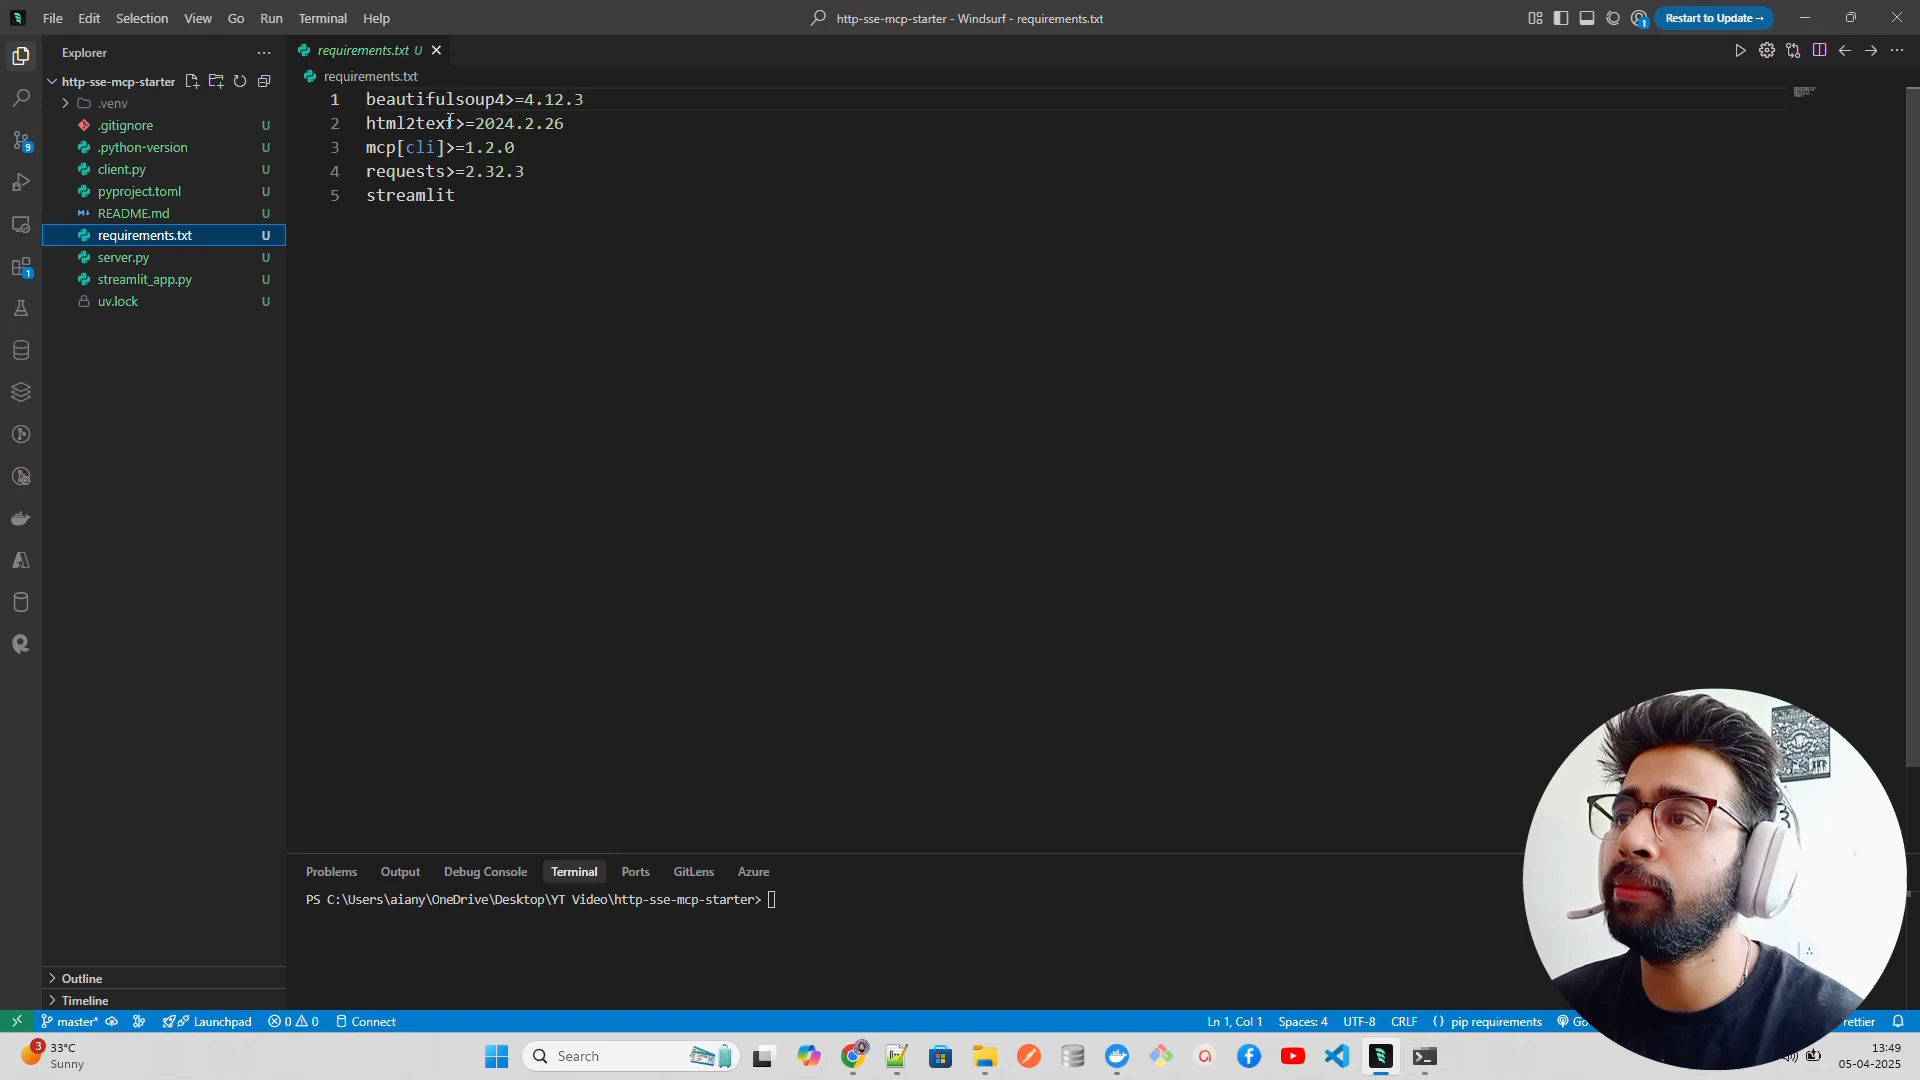 File Edit Selection View Go Run Terminal Help
http-sse-mcp-starter - Windsurf - requirements.txt
Restart to Update →
Explorer
requirements.txt U
http-sse-mcp-starter
requirements.txt
.venv
.gitignore U
.python-version U
client.py U
pyproject.toml U
README.md U
requirements.txt U
server.py U
streamlit_app.py U
uv.lock U
1 beautifulsoup4>=4.12.3
2 html2text>=2024.2.26
3 mcp[cli]>=1.2.0
4 requests>=2.32.3
5 streamlit
9
1
1
Problems Output Debug Console Terminal Ports GitLens Azure
PS C:\Users\aiany\OneDrive\Desktop\YT Video\http-sse-mcp-starter>
Outline
Timeline
master* Launchpad 0 0 Connect
Ln 1, Col 1 Spaces: 4 UTF-8 CRLF {} pip requirements Go
3
33°C
Sunny
Search
13:49
05-04-2025